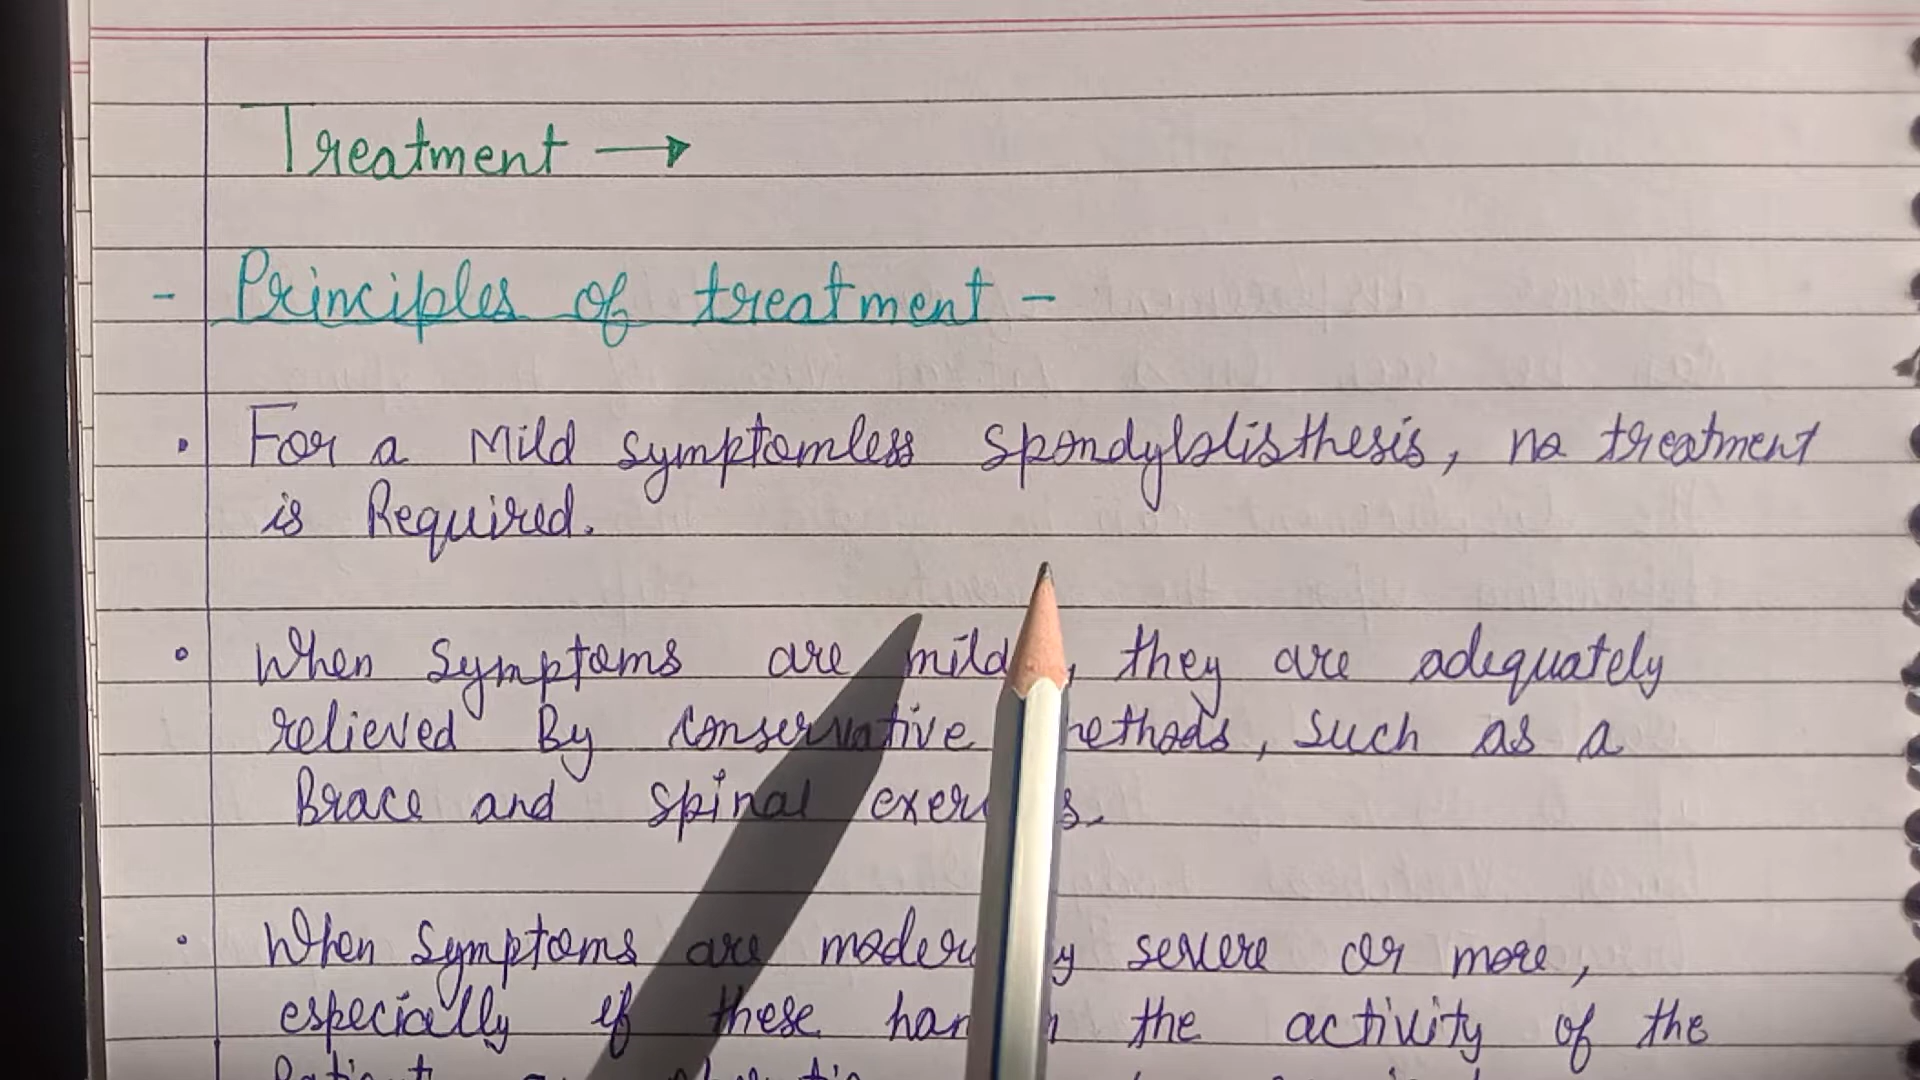 Treatment →
- Principles of treatment -
• For a Mild symptomless spondylolisthesis, no treatment
is Required.
• When symptoms are mild, they are adequately
relieved By conservative methods, such as a
Brace and spinal
• When symptoms are severe or more,
especially if these the activity of the